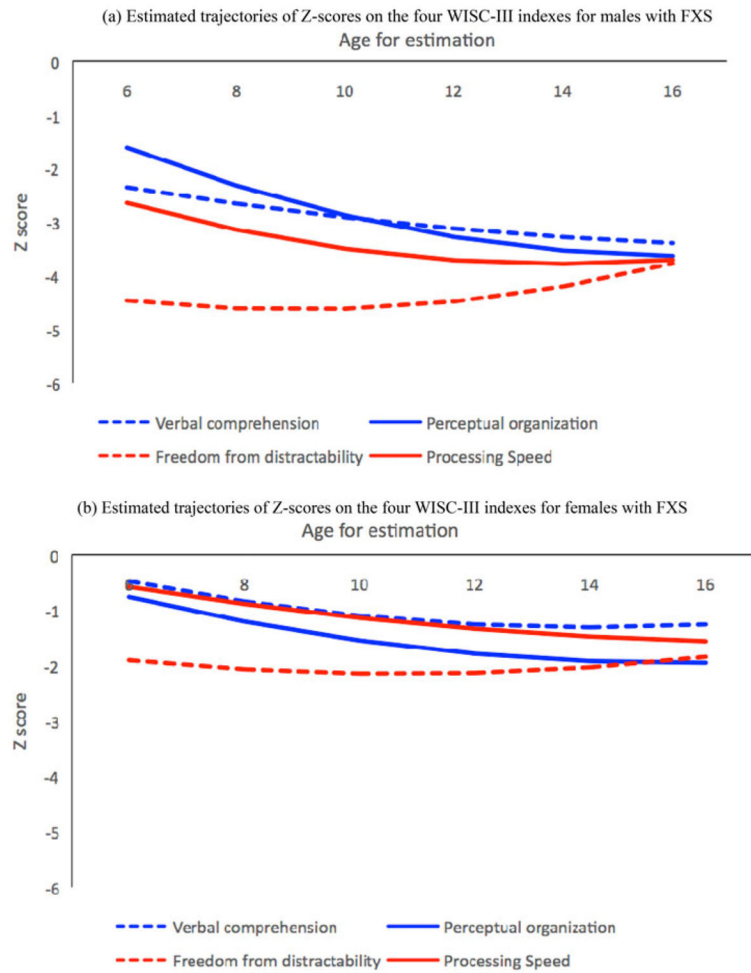 (a) Estimated trajectories of Z-scores on the four WISC-III indexes for males with FXS
Age for estimation
0
6 8 10 12 14 16
-1
-2
-3
-4
-5
-6
Z score
Verbal comprehension Perceptual organization
Freedom from distractability Processing Speed
(b) Estimated trajectories of Z-scores on the four WISC-III indexes for females with FXS
Age for estimation
0
6 8 10 12 14 16
-1
-2
-3
-4
-5
-6
Z score
Verbal comprehension Perceptual organization
Freedom from distractability Processing Speed